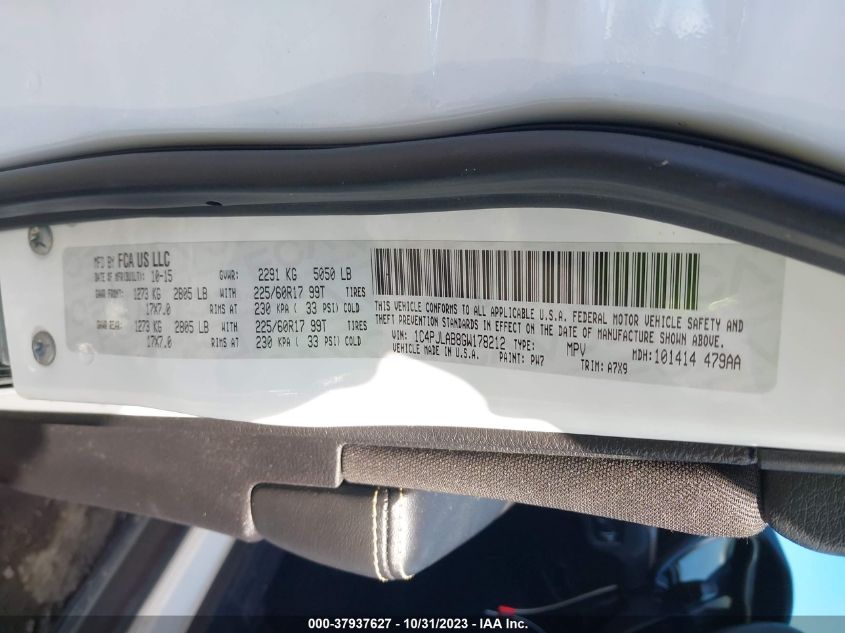 MFD BY FCA US LLC
DATE OF MFR(BUILT): 10-15 GVWR: 2291 KG 5050 LB
GAWR FRONT: 1273 KG 2805 LB WITH 225/60R17 99T TIRES
17X7.0 RIMS AT 230 KPA ( 33 PSI) COLD
GAWR REAR: 1273 KG 2805 LB WITH 225/60R17 99T TIRES
17X7.0 RIMS AT 230 KPA ( 33 PSI) COLD
THIS VEHICLE CONFORMS TO ALL APPLICABLE U.S.A. FEDERAL MOTOR VEHICLE SAFETY AND
THEFT PREVENTION STANDARDS IN EFFECT ON THE DATE OF MANUFACTURE SHOWN ABOVE.
VIN: 1C4PJLAB8GW178212 TYPE: MPV MDH: 101414 479AA
VEHICLE MADE IN U.S.A. PAINT: PW7 TRIM: A7X9
000-37937627 - 10/31/2023 - IAAI.com